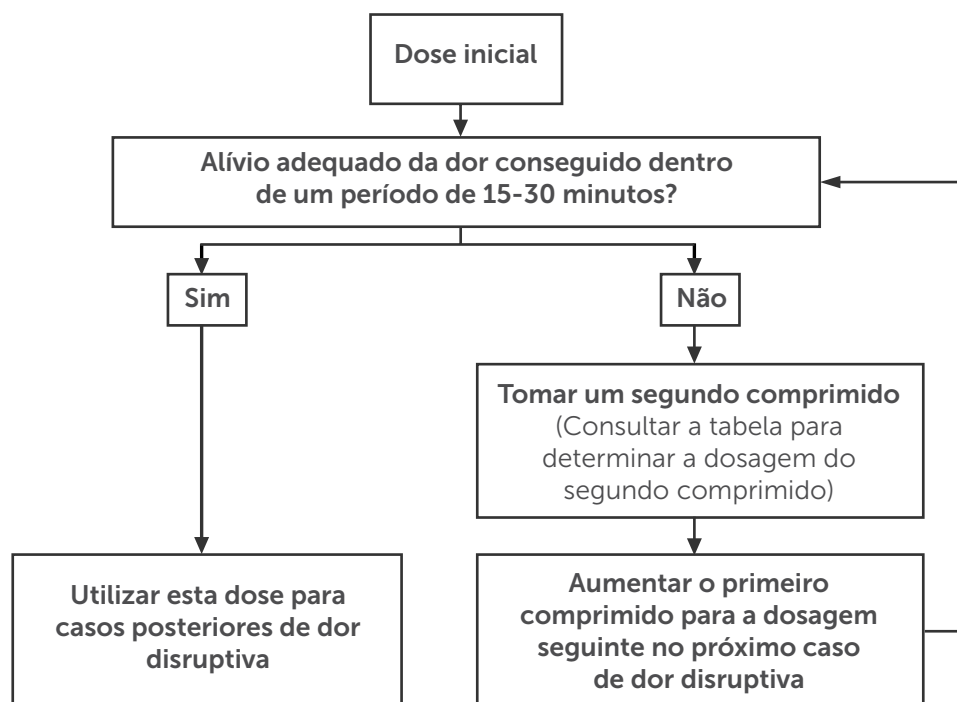 Dose inicial
Alívio adequado da dor conseguido dentro
de um período de 15-30 minutos?
Sim
Não
Tomar um segundo comprimido
(Consultar a tabela para
determinar a dosagem do
segundo comprimido)
Utilizar esta dose para
casos posteriores de dor
disruptiva
Aumentar o primeiro
comprimido para a dosagem
seguinte no próximo caso
de dor disruptiva